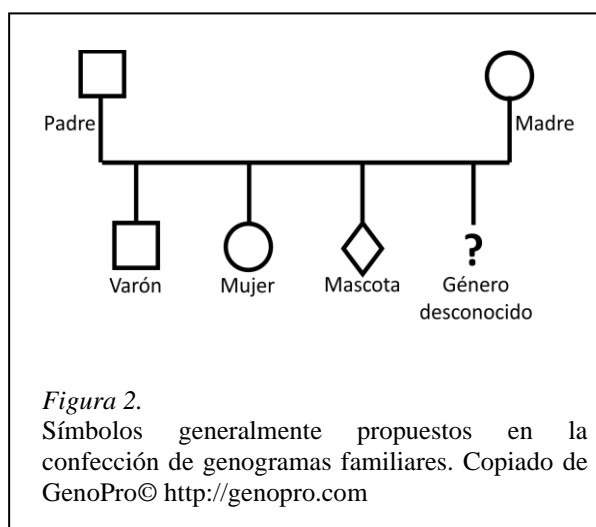 Padre Madre
?
Varón Mujer Mascota Género
desconocido
Figura 2.
Símbolos generalmente propuestos en la
confección de genogramas familiares. Copiado de
GenoPro© http://genopro.com